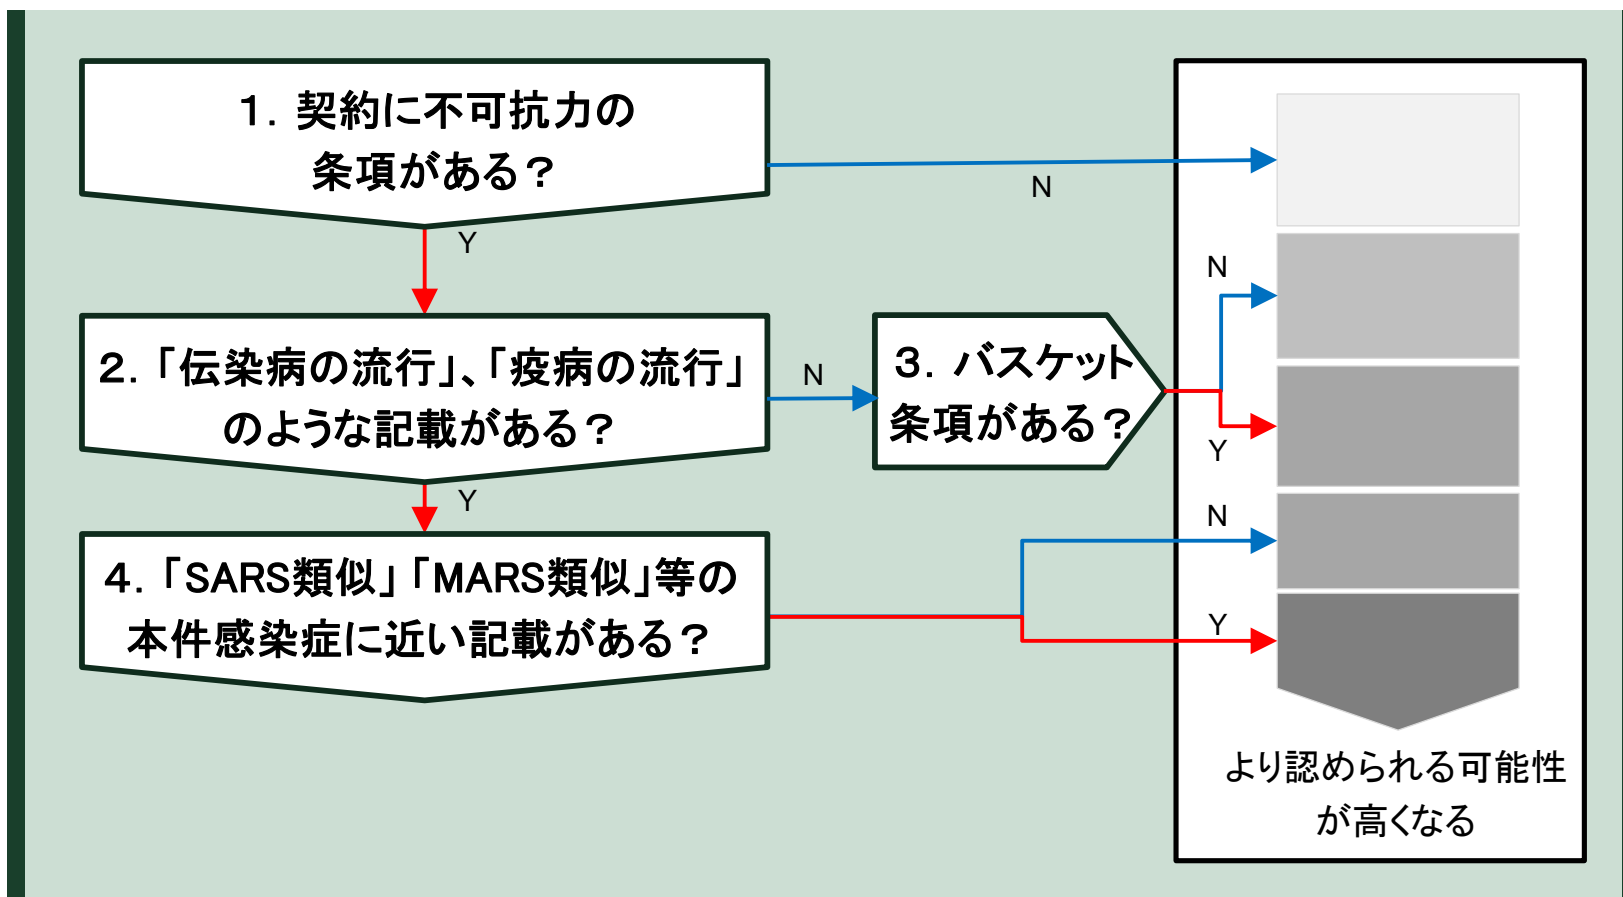 1．契約に不可抗力の
条項がある？
N
Y
2．「伝染病の流行」、「疫病の流行」
のような記載がある？
N
3．バスケット
条項がある？
N
Y
Y
4．「SARS類似」「MARS類似」等の
本件感染症に近い記載がある？
N
Y
より認められる可能性
が高くなる